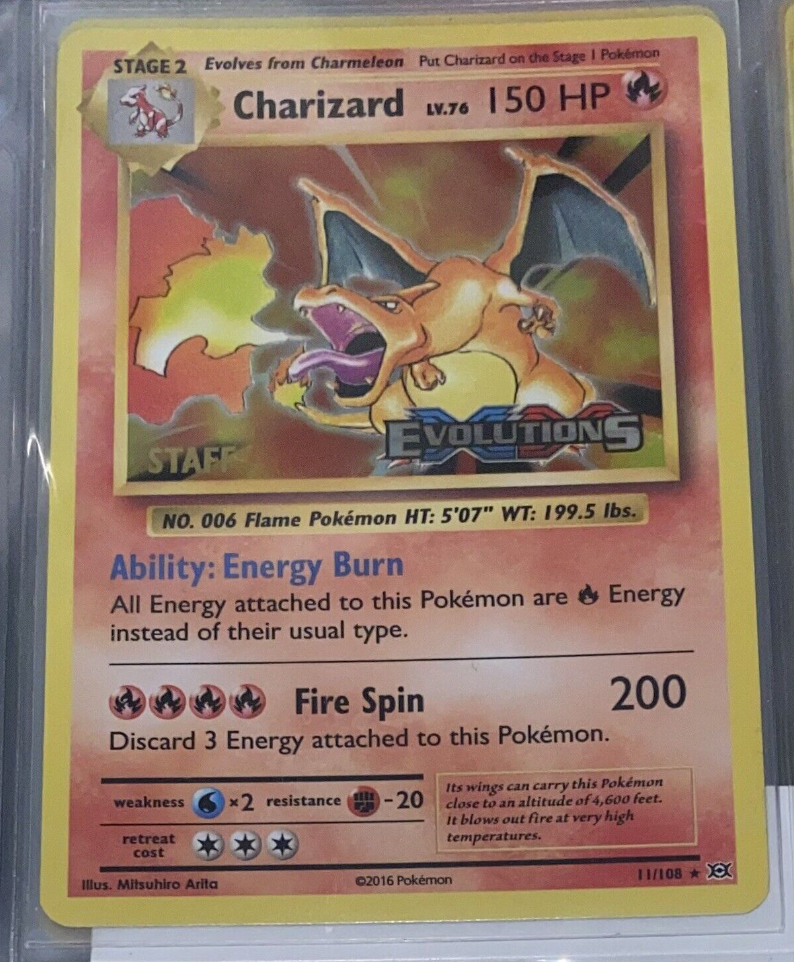 STAGE 2 Evolves from Charmeleon Put Charizard on the Stage 1 Pokémon
Charizard LV.76 150 HP
EVOLUTIONS
STAFF
NO. 006 Flame Pokémon HT: 5'07" WT: 199.5 lbs.
Ability: Energy Burn
All Energy attached to this Pokémon are Energy
instead of their usual type.
Fire Spin 200
Discard 3 Energy attached to this Pokémon.
weakness ×2 resistance -20
retreat
cost
Its wings can carry this Pokémon
close to an altitude of 4,600 feet.
It blows out fire at very high
temperatures.
Illus. Mitsuhiro Arita ©2016 Pokémon 11/108 ★